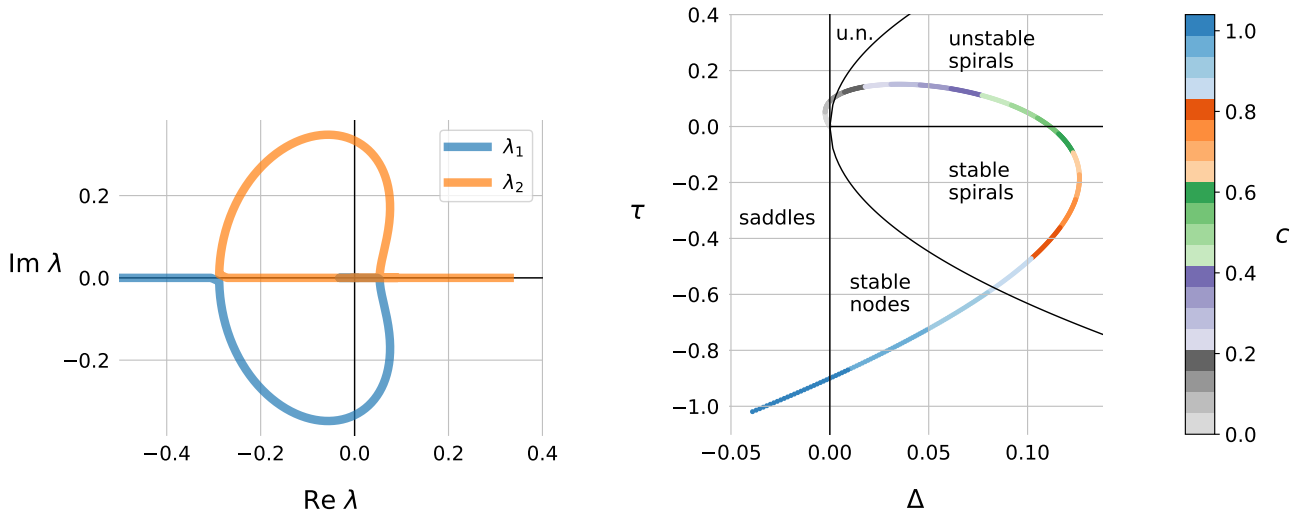 Im λ
0.2
0.0
−0.2
−0.4
−0.2
0.0
0.2
0.4
Re λ
λ1
λ2
τ
0.4
0.2
0.0
−0.2
−0.4
−0.6
−0.8
−1.0
−0.05
0.00
0.05
0.10
Δ
u.n.
unstable
spirals
stable
spirals
saddles
stable
nodes
1.0
0.8
0.6
0.4
0.2
0.0
c